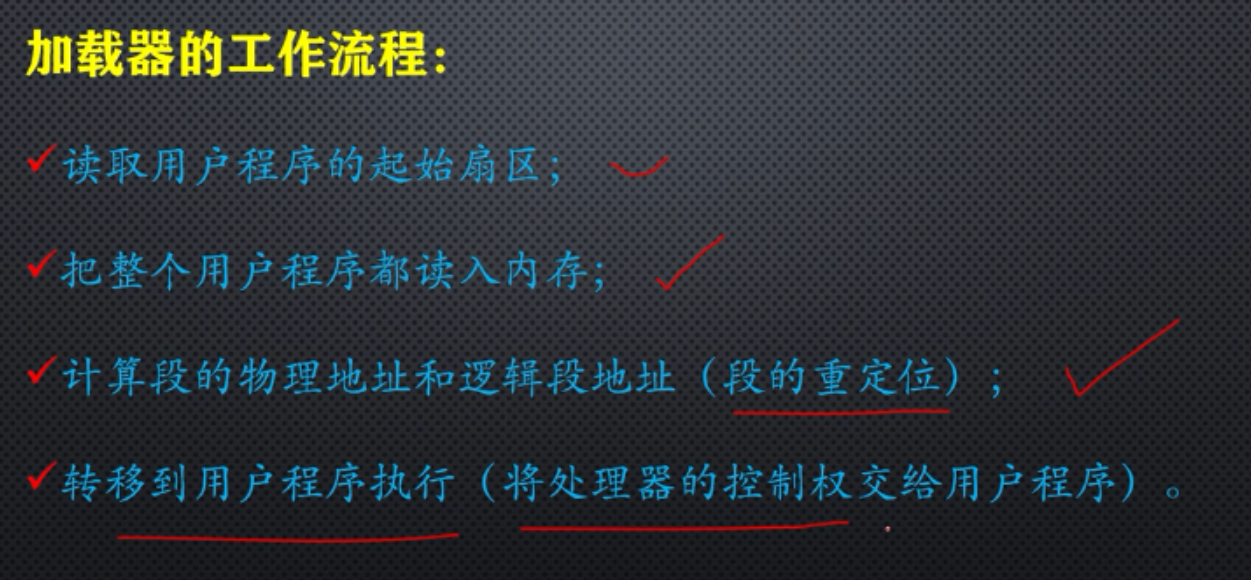 加载器的工作流程：
✓读取用户程序的起始扇区；
✓把整个用户程序都读入内存；
✓计算段的物理地址和逻辑段地址（段的重定位）；
✓转移到用户程序执行（将处理器的控制权交给用户程序）。